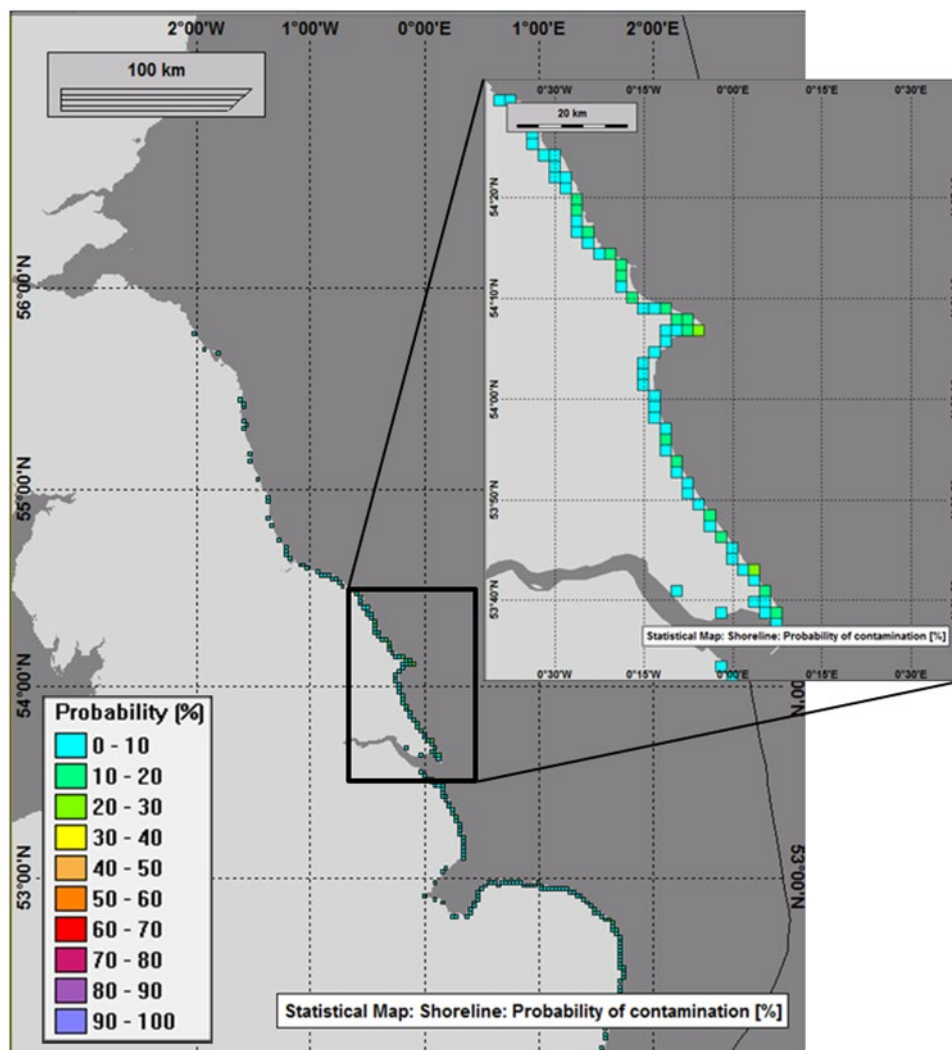 2°00'W 1°00'W 0°00'E 1°00'E 2°00'E
100 km
0°30'W 0°15'W 0°00'E 0°15'E 0°30'E
20 km
54°20'N
54°10'N
54°00'N
53°50'N
53°40'N
Statistical Map: Shoreline: Probability of contamination [%]
0°30'W 0°15'W 0°00'E 0°15'E 0°30'E
56°00'N
55°00'N
54°00'N
00'N
53°00'N
53°00'N
Probability [%]
0 - 10
10 - 20
20 - 30
30 - 40
40 - 50
50 - 60
60 - 70
70 - 80
80 - 90
90 - 100
Statistical Map: Shoreline: Probability of contamination [%]